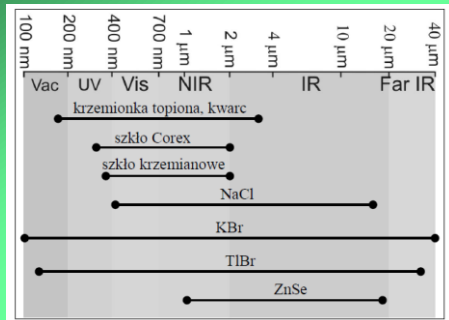 100 nm 200 nm 400 nm 700 nm 1 μm 2 μm 4 μm 10 μm 20 μm 40 μm
Vac UV Vis NIR IR Far IR
krzemionka topiona, kwarc
szkło Corex
szkło krzemianowe
NaCl
KBr
TlBr
ZnSe